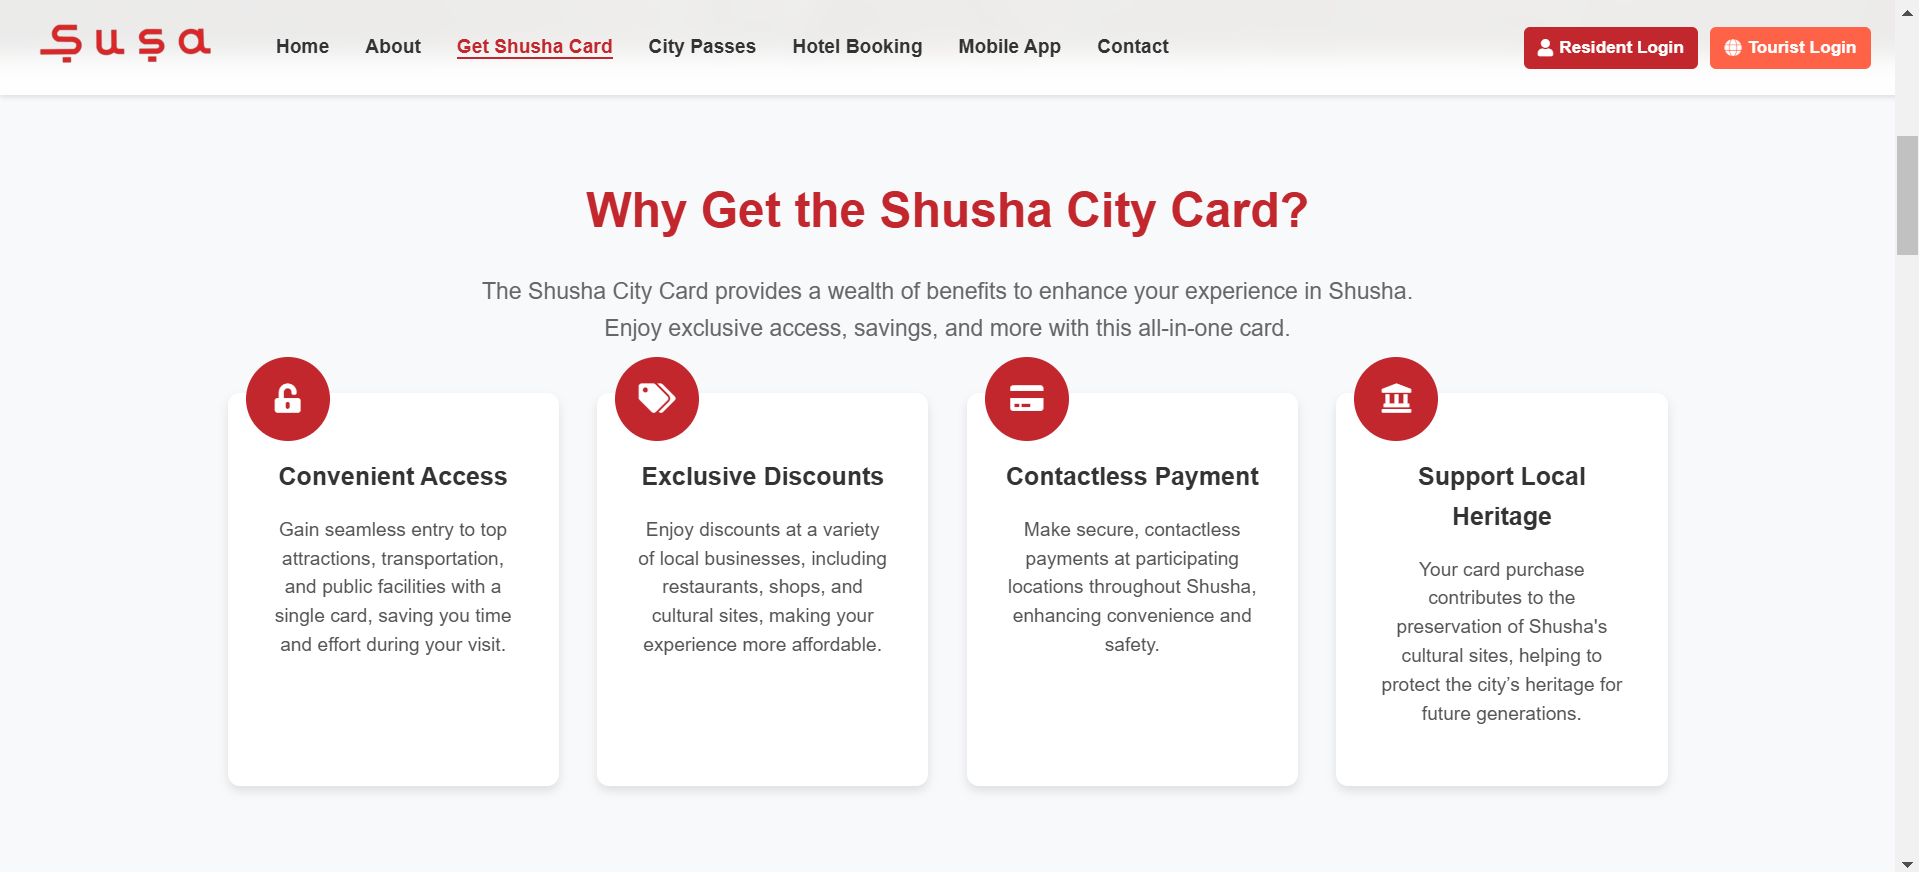 Şuşa
Home
About
Get Shusha Card
City Passes
Hotel Booking
Mobile App
Contact
Resident Login
Tourist Login
Why Get the Shusha City Card?
The Shusha City Card provides a wealth of benefits to enhance your experience in Shusha.
Enjoy exclusive access, savings, and more with this all-in-one card.
Convenient Access
Gain seamless entry to top
attractions, transportation,
and public facilities with a
single card, saving you time
and effort during your visit.
Exclusive Discounts
Enjoy discounts at a variety
of local businesses, including
restaurants, shops, and
cultural sites, making your
experience more affordable.
Contactless Payment
Make secure, contactless
payments at participating
locations throughout Shusha,
enhancing convenience and
safety.
Support Local
Heritage
Your card purchase
contributes to the
preservation of Shusha's
cultural sites, helping to
protect the city’s heritage for
future generations.